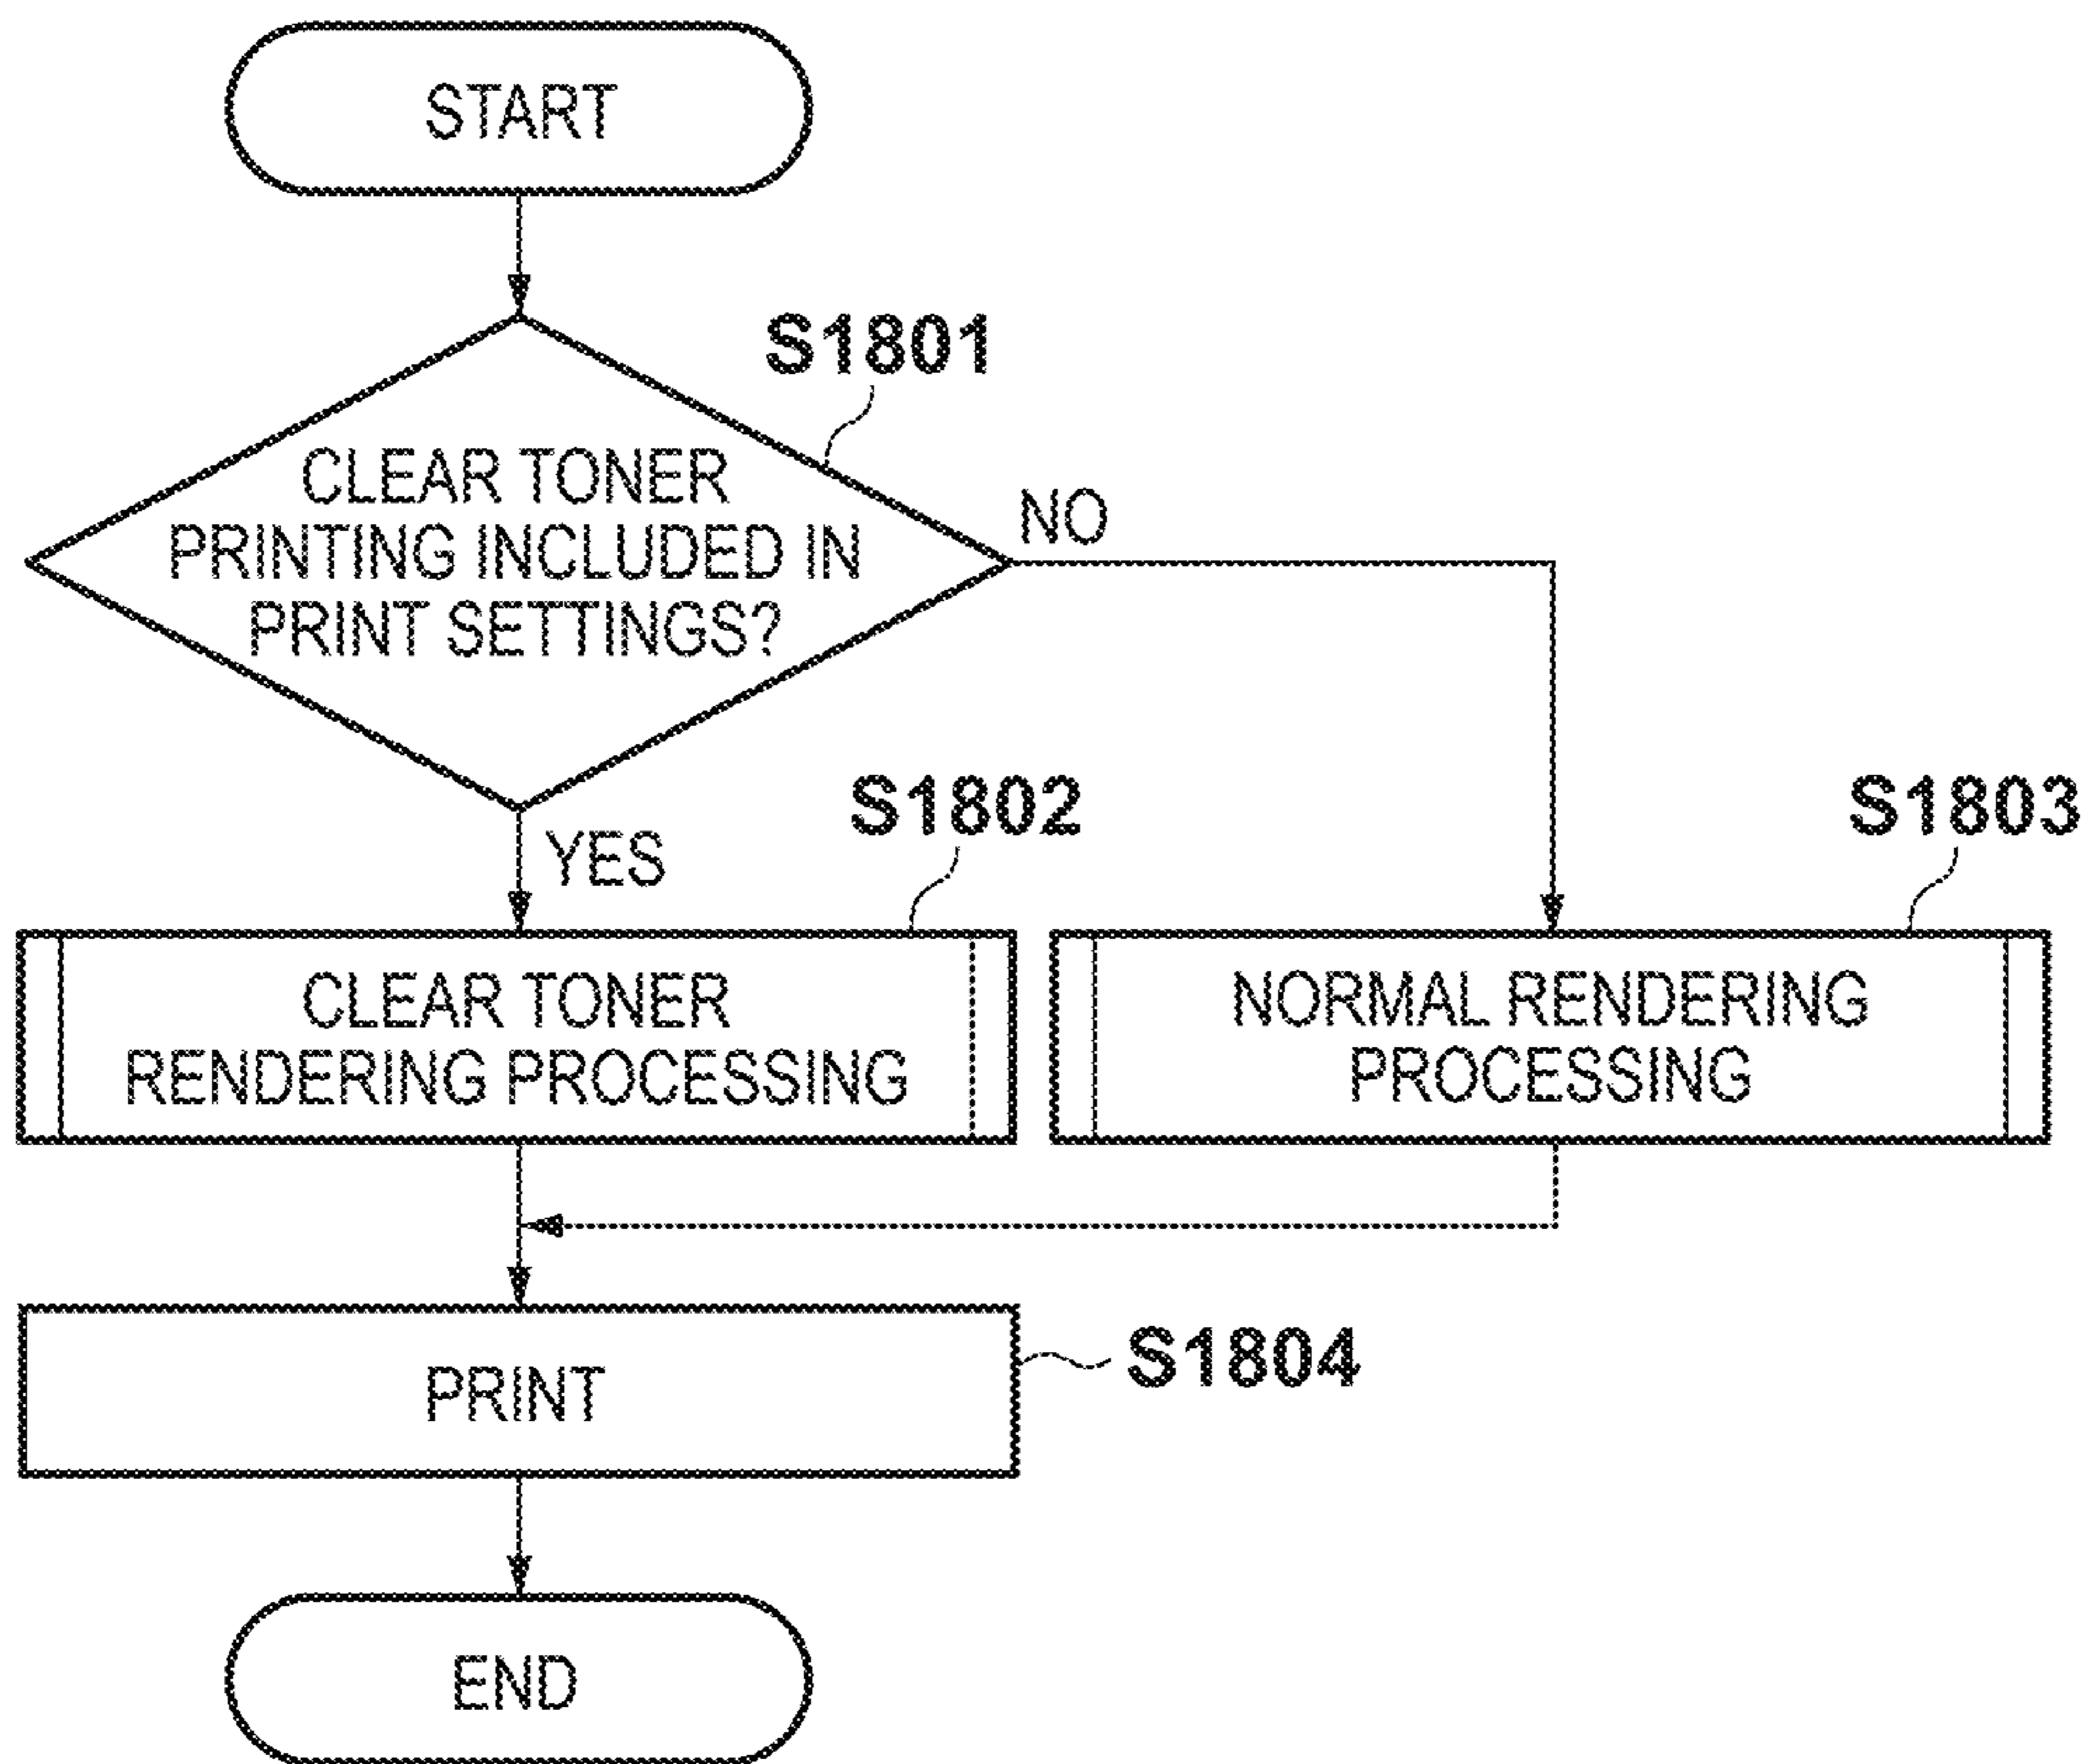 START
S1801
CLEAR TONER
PRINTING INCLUDED IN
PRINT SETTINGS?
NO
YES
S1802
S1803
CLEAR TONER
RENDERING PROCESSING
NORMAL RENDERING
PROCESSING
PRINT
S1804
END